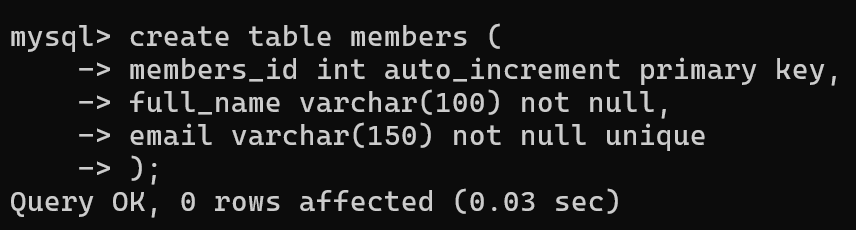 mysql> create table members (
    -> members_id int auto_increment primary key,
    -> full_name varchar(100) not null,
    -> email varchar(150) not null unique
    -> );
Query OK, 0 rows affected (0.03 sec)